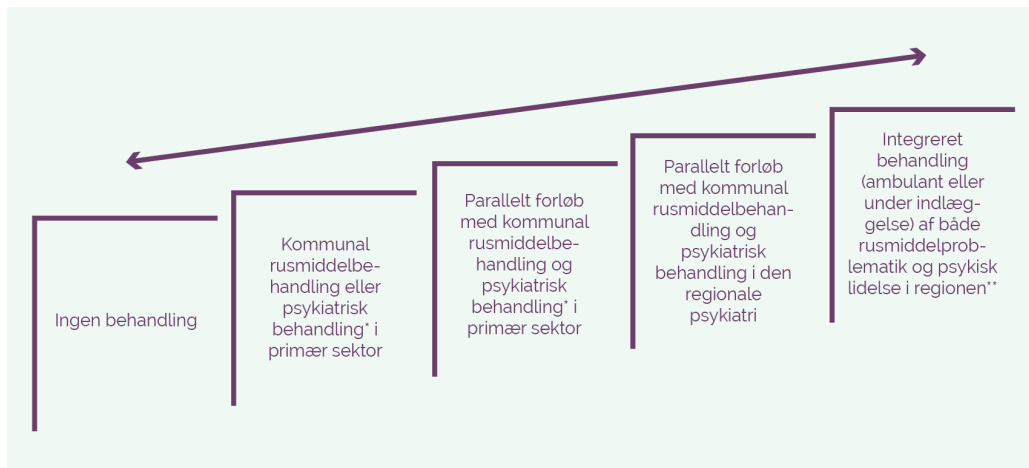 Ingen behandling
Kommunal
rusmiddelbe-
handling eller
psykiatrisk
behandling* i
primær sektor
Parallelt forløb
med kommunal
rusmiddelbe-
handling og
psykiatrisk
behandling* i
primær sektor
Parallelt forløb
med kommunal
rusmiddelbehan-
dling og
psykiatrisk
behandling i den
regionale
psykiatri
Integreret
behandling
(ambulant eller
under indlæg-
gelse) af både
rusmiddelprob-
lematik og psykisk
lidelse i regionen**